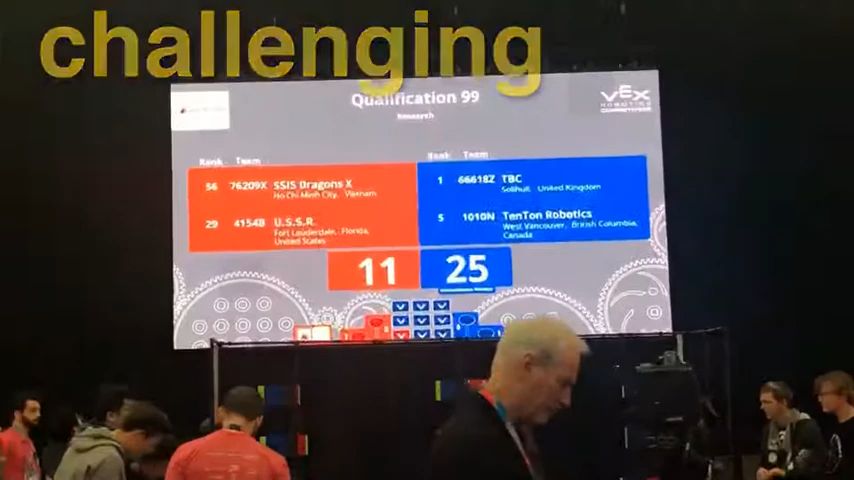 challenging
Qualification 99
Research
VEX
ROBOTICS
COMPETITION
Rank Team
Rank Team
56 76209X SSIS Dragons X
Ho Chi Minh City, Vietnam
29 4154B U.S.S.R.
Fort Lauderdale, Florida,
United States
1 66618Z TBC
Solihull, United Kingdom
5 1010N TenTon Robotics
West Vancouver, British Columbia,
Canada
11
25